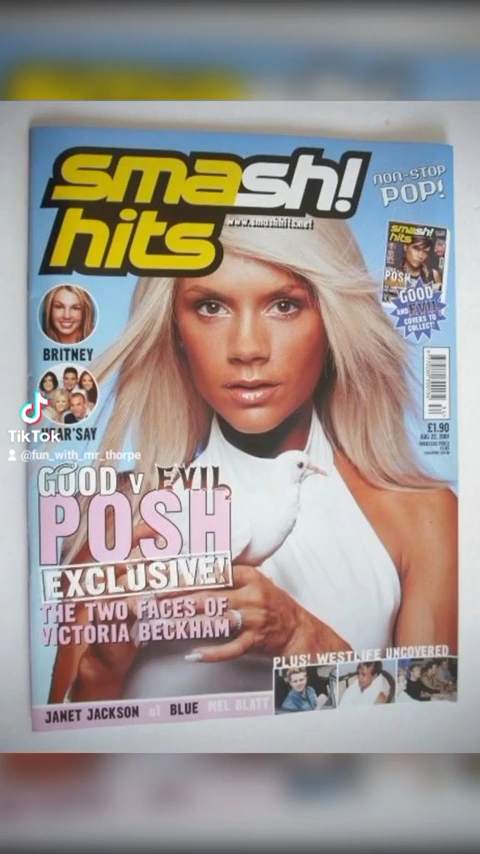 smash!
hits
www.smashhits.net
non-stop
POP!
smash!
hits
POSH
GOOD
AND EVIL
COVERS TO
COLLECT!
BRITNEY
HEAR'SAY
£1.90
TikTok
@fun_with_mr_thorpe
GOOD v EVIL
POSH
EXCLUSIVE!
THE TWO FACES OF
VICTORIA BECKHAM
PLUS! WESTLIFE UNCOVERED
JANET JACKSON a1 BLUE MEL BLATT